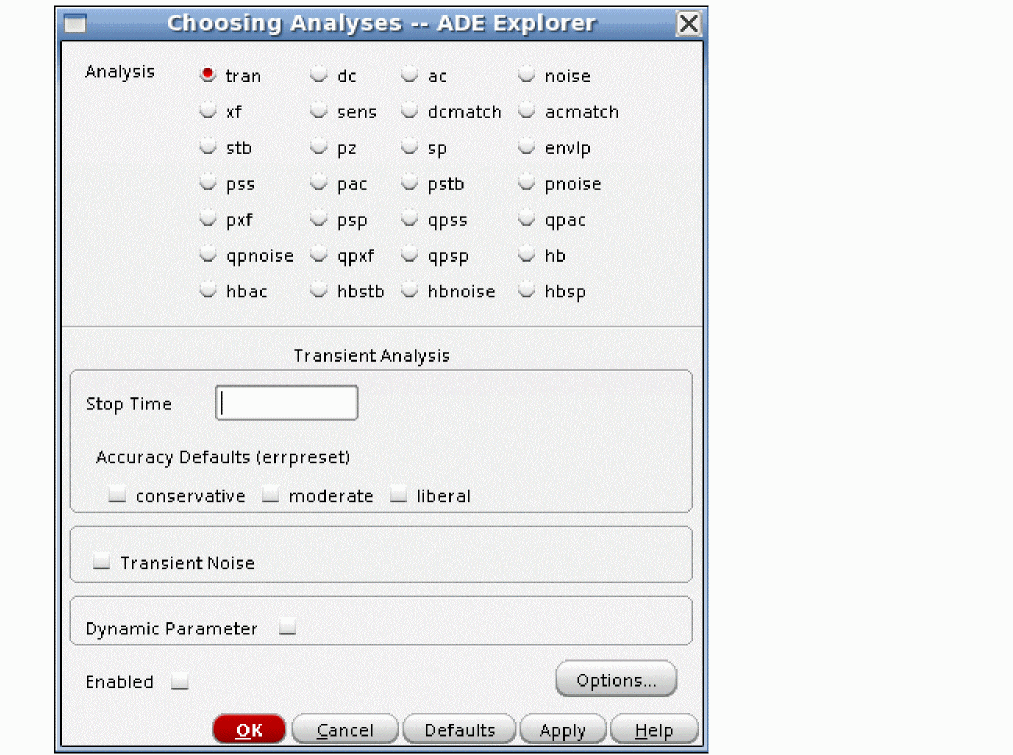 Choosing Analyses -- ADE Explorer
Analysis tran dc ac noise
xf sens dcmatch acmatch
stb pz sp envlp
pss pac pstb pnoise
pxf psp qpss qpac
qpnoise qpxf qpsp hb
hbac hbstb hbnoise hbsp
Transient Analysis
Stop Time
Accuracy Defaults (errpreset)
conservative moderate liberal
Transient Noise
Dynamic Parameter
Enabled Options...
OK Cancel Defaults Apply Help